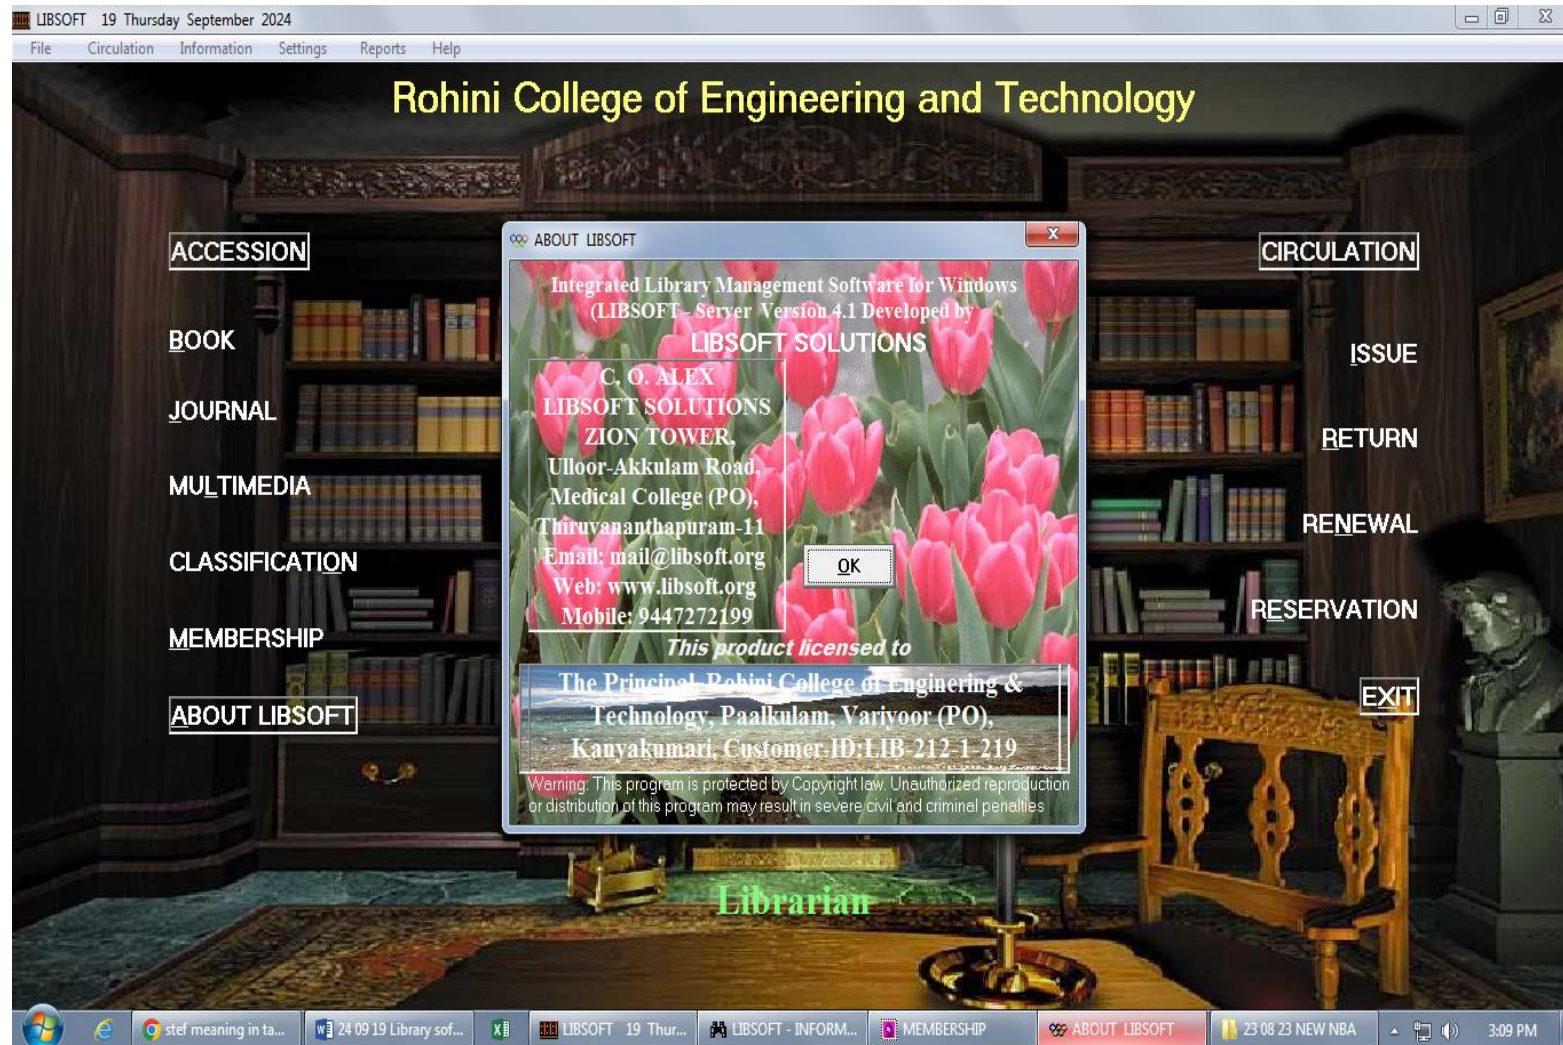 LIBSOFT 19 Thursday September 2024
File Circulation Information Settings Reports Help
Rohini College of Engineering and Technology
ACCESSION
BOOK
JOURNAL
MULTIMEDIA
CLASSIFICATION
MEMBERSHIP
ABOUT LIBSOFT
ABOUT LIBSOFT
Integrated Library Management Software for Windows
(LIBSOFT - Server Version 4.1 Developed by
LIBSOFT SOLUTIONS
C. O. ALEX
LIBSOFT SOLUTIONS
ZION TOWER,
Ulloor-Akkulam Road,
Medical College (PO),
Thiruvananthapuram-11
Email: mail@libsoft.org
Web: www.libsoft.org
Mobile: 9447272199
OK
This product licensed to
The Principal, Rohini College of Enginering &
Technology, Paalkulam, Variyoor (PO),
Kanyakumari, Customer-ID:LIB-212-1-219
Warning: This program is protected by Copyright law. Unauthorized reproduction
or distribution of this program may result in severe civil and criminal penalties
CIRCULATION
ISSUE
RETURN
RENEWAL
RESERVATION
EXIT
Librarian
stef meaning in ta... 24 09 19 Library sof... LIBSOFT 19 Thur... LIBSOFT - INFORM... MEMBERSHIP ABOUT LIBSOFT 23 08 23 NEW NBA 3:09 PM